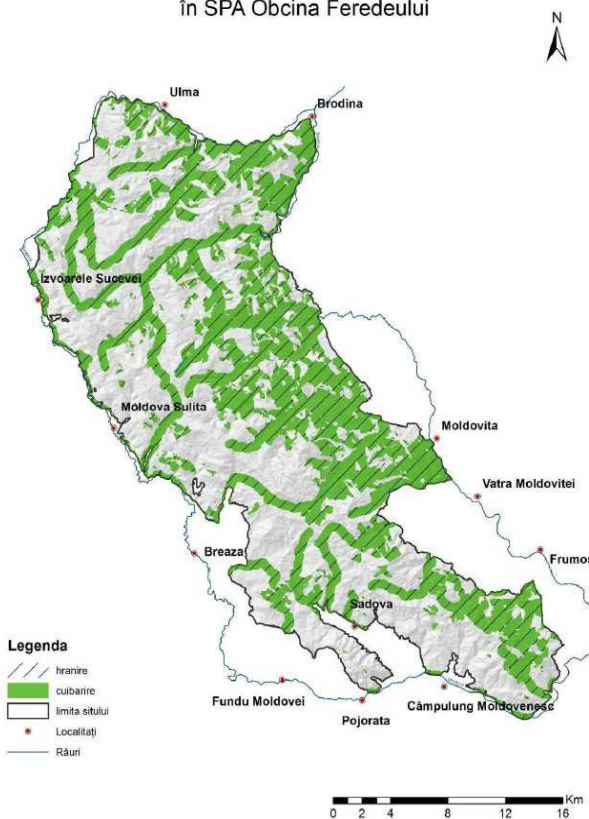 în SPA Obcina Feredeului
N
Ulma
Brodina
Izvoarele Sucevei
Moldova Sulita
Moldovita
Vatra Moldovitei
Breaza
Frumos
Sadova
Legenda
hranire
cuibarire
limita sitului
Localitați
Râuri
Fundu Moldovei
Pojorata
Câmpulung Moldovenesc
Km
0 2 4 8 12 16